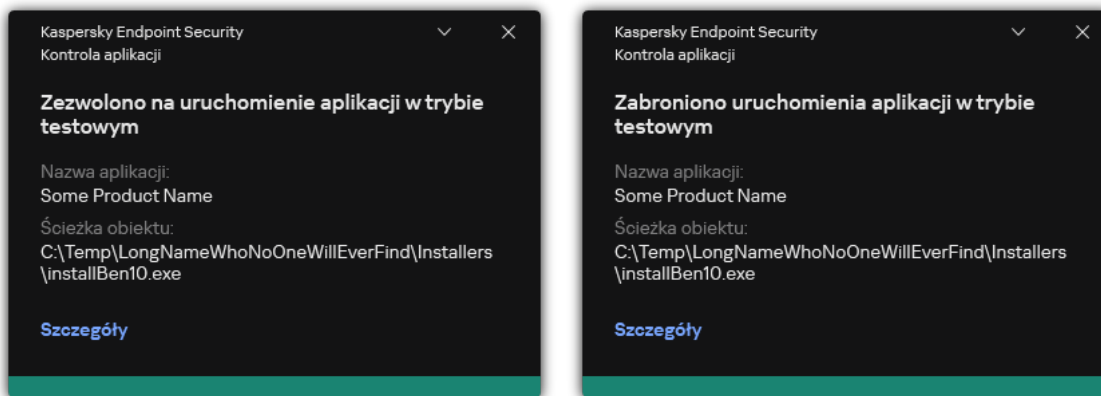 Kaspersky Endpoint Security
Kontrola aplikacji
Zezwolono na uruchomienie aplikacji w trybie
testowym
Nazwa aplikacji:
Some Product Name
Ścieżka obiektu:
C:\Temp\LongNameWhoNoOneWillEverFind\Installers
\installBen10.exe
Szczegóły
Kaspersky Endpoint Security
Kontrola aplikacji
Zabroniono uruchomienia aplikacji w trybie
testowym
Nazwa aplikacji:
Some Product Name
Ścieżka obiektu:
C:\Temp\LongNameWhoNoOneWillEverFind\Installers
\installBen10.exe
Szczegóły